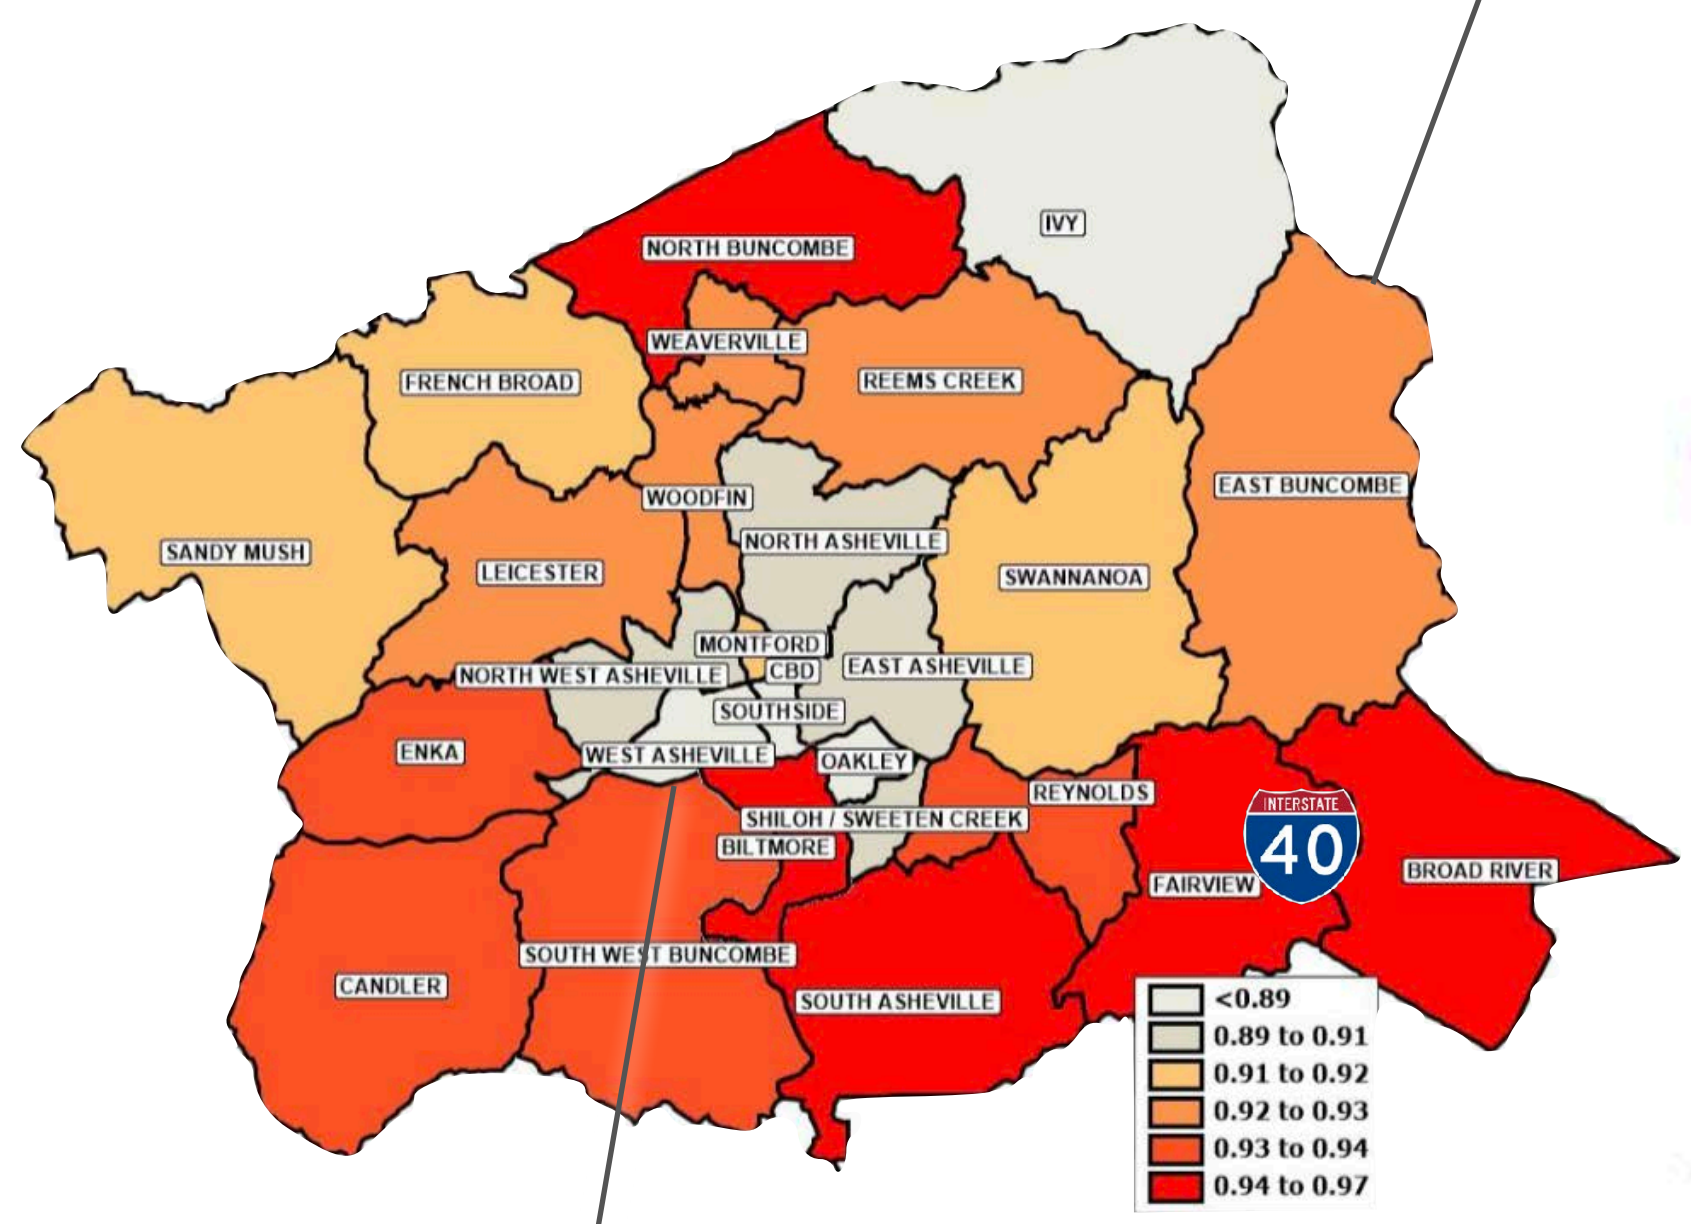 IVY
NORTH BUNCOMBE
WEAVERVILLE
FRENCH BROAD
REEMS CREEK
EAST BUNCOMBE
WOODFIN
NORTH ASHEVILLE
SANDY MUSH
LEICESTER
SWANNANOA
MONTFORD
NORTH WEST ASHEVILLE
CBD
EAST ASHEVILLE
SOUTHSIDE
ENKA
WEST ASHEVILLE
OAKLEY
REYNOLDS
INTERSTATE
40
SHILOH / SWEETEN CREEK
BILTMORE
FAIRVIEW
BROAD RIVER
SOUTH WEST BUNCOMBE
CANDLER
SOUTH ASHEVILLE
<0.89
0.89 to 0.91
0.91 to 0.92
0.92 to 0.93
0.93 to 0.94
0.94 to 0.97